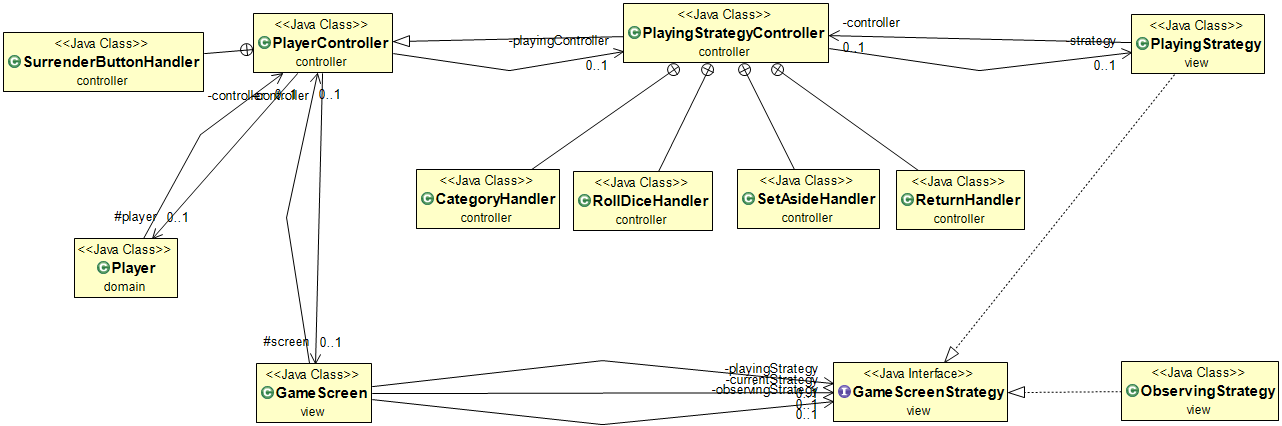 <<Java Class>>
SurrenderButtonHandler
controller
<<Java Class>>
PlayerController
controller
-playingController
0..1
<<Java Class>>
PlayingStrategyController
controller
-controller
0..1
-strategy
0..1
<<Java Class>>
PlayingStrategy
view
-controller
0..1
-controller
0..1
<<Java Class>>
CategoryHandler
controller
<<Java Class>>
RollDiceHandler
controller
<<Java Class>>
SetAsideHandler
controller
<<Java Class>>
ReturnHandler
controller
#player
0..1
<<Java Class>>
Player
domain
#screen
0..1
<<Java Class>>
GameScreen
view
-playingStrategy
-currentStrategy
-observingStrategy
0..1
0..1
0..1
<<Java Interface>>
GameScreenStrategy
view
<<Java Class>>
ObservingStrategy
view